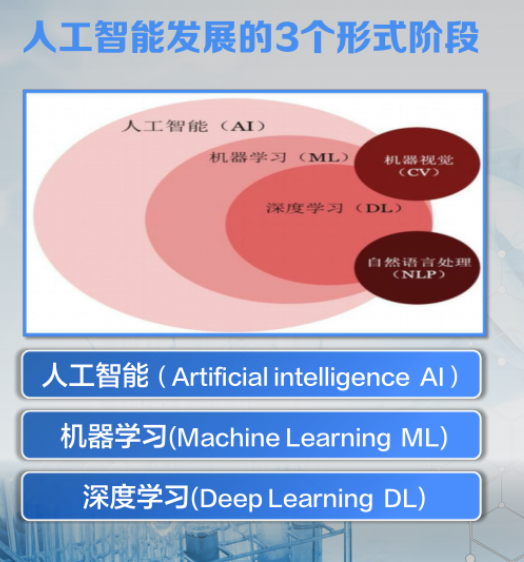 人工智能发展的3个形式阶段
人工智能（AI）
机器学习（ML）
机器视觉
（CV）
深度学习（DL）
自然语言处理
（NLP）
人工智能（Artificial intelligence AI）
机器学习(Machine Learning ML)
深度学习(Deep Learning DL)